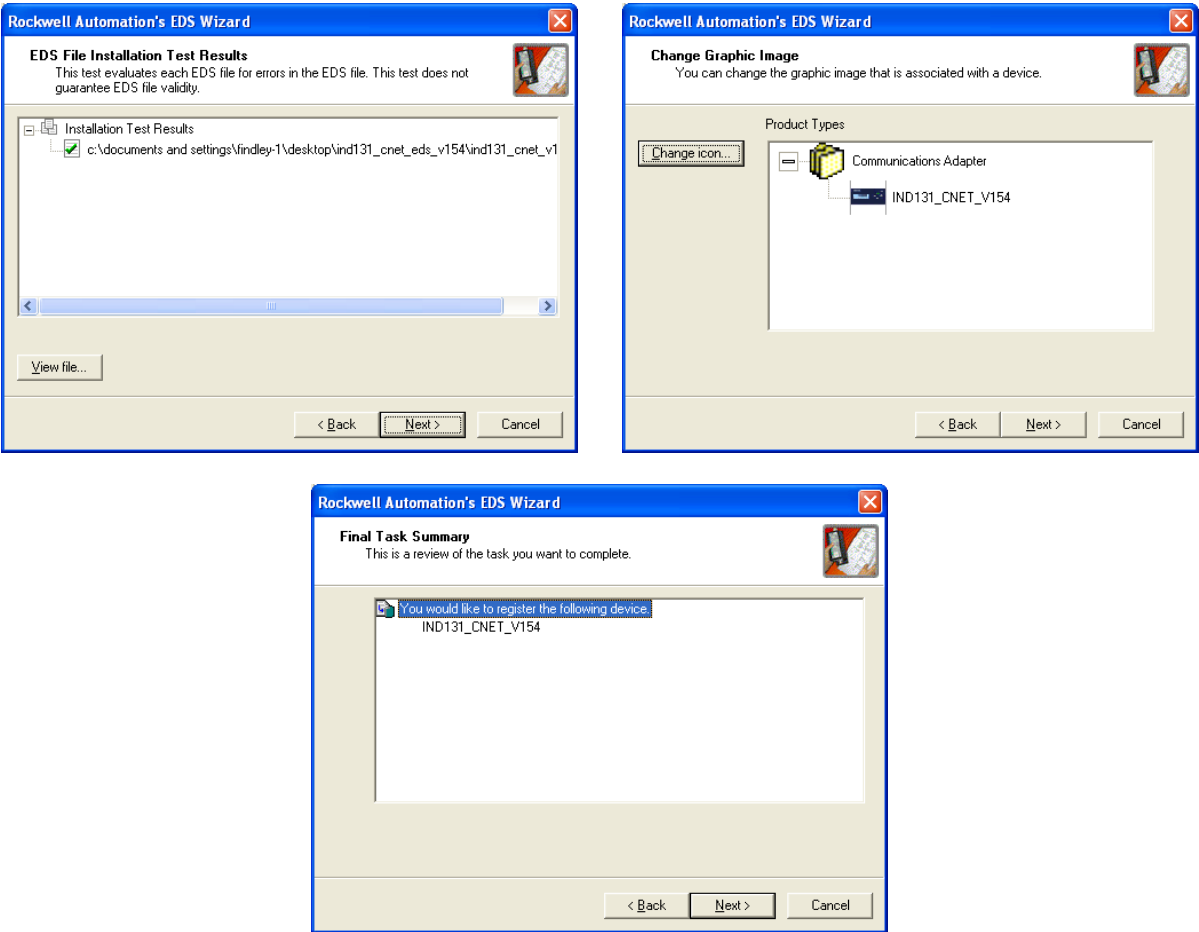 Rockwell Automation's EDS Wizard
EDS File Installation Test Results
This test evaluates each EDS file for errors in the EDS file. This test does not
guarantee EDS file validity.
Installation Test Results
c:\documents and settings\findley-1\desktop\ind131_cnet_eds_v154\ind131_cnet_v1
View file...
< Back
Next >
Cancel
Rockwell Automation's EDS Wizard
Change Graphic Image
You can change the graphic image that is associated with a device.
Product Types
Change icon...
Communications Adapter
IND131_CNET_V154
< Back
Next >
Cancel
Rockwell Automation's EDS Wizard
Final Task Summary
This is a review of the task you want to complete.
You would like to register the following device.
IND131_CNET_V154
< Back
Next >
Cancel